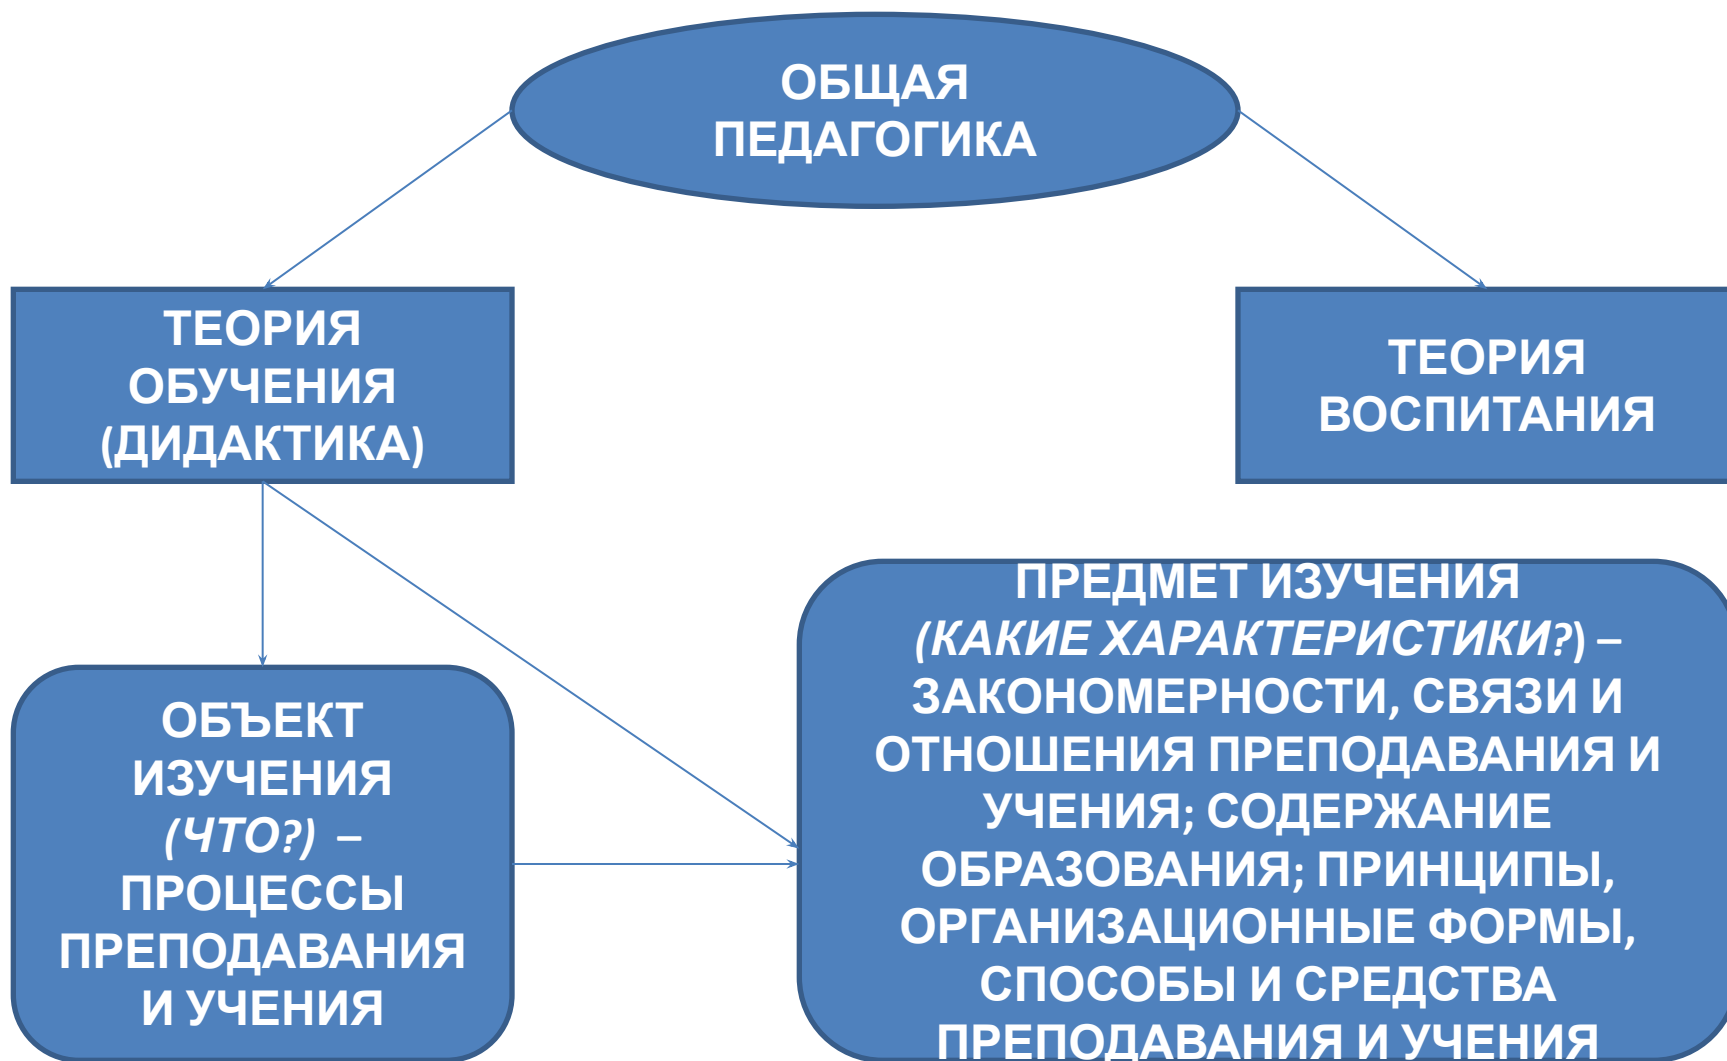 ОБЩАЯ
ПЕДАГОГИКА
ТЕОРИЯ
ОБУЧЕНИЯ
(ДИДАКТИКА)
ТЕОРИЯ
ВОСПИТАНИЯ
ОБЪЕКТ
ИЗУЧЕНИЯ
(ЧТО?) –
ПРОЦЕССЫ
ПРЕПОДАВАНИЯ
И УЧЕНИЯ
ПРЕДМЕТ ИЗУЧЕНИЯ
(КАКИЕ ХАРАКТЕРИСТИКИ?) –
ЗАКОНОМЕРНОСТИ, СВЯЗИ И
ОТНОШЕНИЯ ПРЕПОДАВАНИЯ И
УЧЕНИЯ; СОДЕРЖАНИЕ
ОБРАЗОВАНИЯ; ПРИНЦИПЫ,
ОРГАНИЗАЦИОННЫЕ ФОРМЫ,
СПОСОБЫ И СРЕДСТВА
ПРЕПОДАВАНИЯ И УЧЕНИЯ